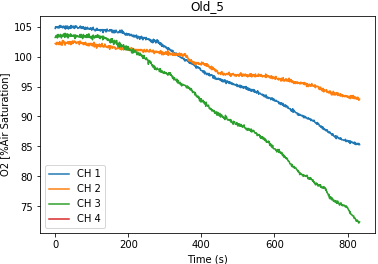 Old_5
O2 [%Air Saturation]
105
100
95
90
85
80
75
CH 1
CH 2
CH 3
CH 4
0 200 400 600 800
Time (s)